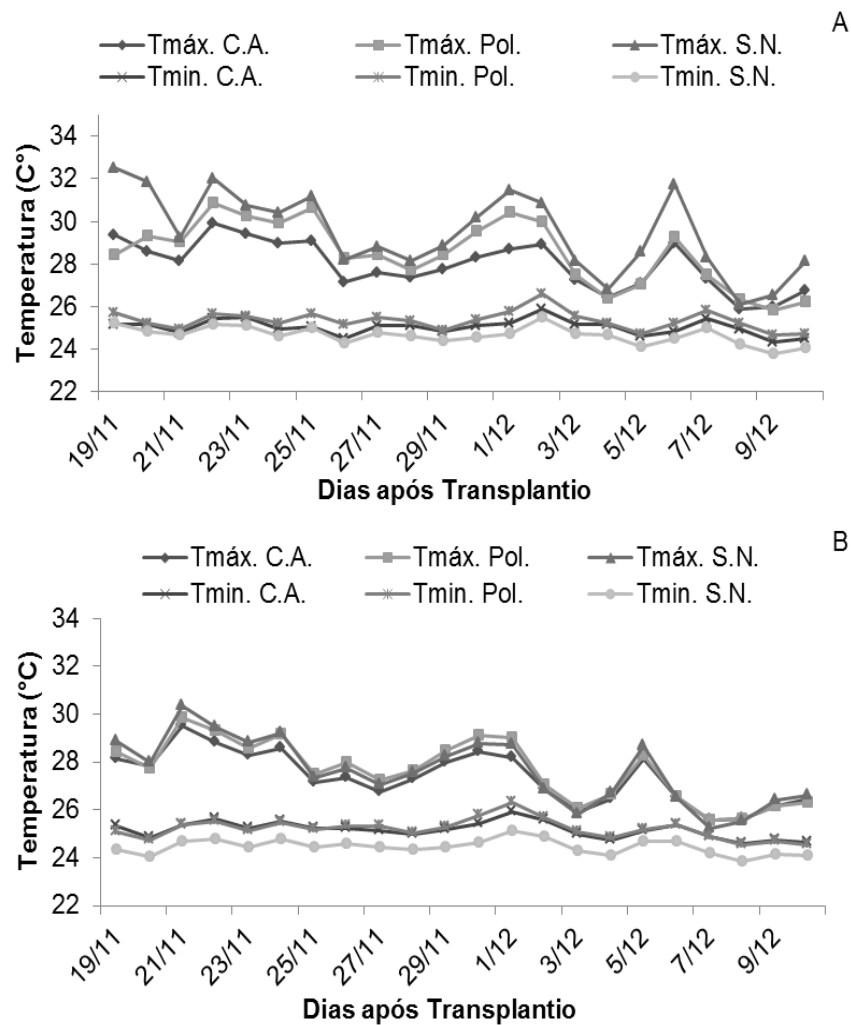 A
Tmáx. C.A. Tmáx. Pol. Tmáx. S.N.
Tmin. C.A. Tmin. Pol. Tmin. S.N.
Temperatura (C°)
34
32
30
28
26
24
22
19/11 21/11 23/11 25/11 27/11 29/11 1/12 3/12 5/12 7/12 9/12
Dias após Transplantio
B
Tmáx. C.A. Tmáx. Pol. Tmáx. S.N.
Tmin. C.A. Tmin. Pol. Tmin. S.N.
Temperatura (°C)
34
32
30
28
26
24
22
19/11 21/11 23/11 25/11 27/11 29/11 1/12 3/12 5/12 7/12 9/12
Dias após Transplantio